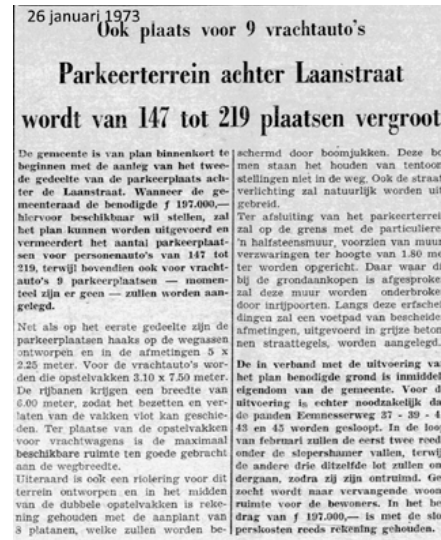 26 januari 1973
Ook plaats voor 9 vrachtauto's
Parkeerterrein achter Laanstraat
wordt van 147 tot 219 plaatsen vergroot
De gemeente is van plan binnenkort te
beginnen met de aanleg van het twee-
de gedeelte van de parkeerplaats ach-
ter de Laanstraat. Wanneer de ge-
meenteraad de benodigde ƒ 197.000,—
hiervoor beschikbaar wil stellen, zal
het plan kunnen worden uitgevoerd en
vermeerdert het aantal parkeerplaat-
sen voor personenauto's van 147 tot
219, terwijl bovendien ook voor vracht-
auto's 9 parkeerplaatsen — momen-
teel zijn er geen — zullen worden aan-
gelegd.
Net als op het eerste gedeelte zijn de
parkeerplaatsen haaks op de wegassen
ontworpen en in de afmetingen 5 x
2.25 meter. Voor de vrachtauto's wor-
den die opstelvakken 3.10 x 7.50 meter.
De rijbanen krijgen een breedte van
6.00 meter, zodat het bezetten en ver-
laten van de vakken vlot kan geschie-
den. Ter plaatse van de opstelvakken
voor vrachtwagens is de maximaal
beschikbare ruimte ten goede gebracht
aan de wegbreedte.
Uiteraard is ook een riolering voor dit
terrein ontworpen en in het midden
van de dubbele opstelvakken is reke-
ning gehouden met de aanplant van
8 platanen, welke zullen worden be-
schermd door boomjukken. Deze bo
men staan het houden van tentoon
stellingen niet in de weg. Ook de straat
verlichting zal natuurlijk worden uit
gebreid.
Ter afsluiting van het parkeerterrei
zal op de grens met de particuliere
'n halfsteensmuur, voorzien van muur
verzwaringen ter hoogte van 1.80 me
ter worden opgericht. Daar waar di
bij de grondaankopen is afgesproke
zal deze muur worden onderbroke
door inrijpoorten. Langs deze erfschei
dingen zal een voetpad van bescheide
afmetingen, uitgevoerd in grijze beton
nen straattegels, worden aangelegd.
De in verband met de uitvoering va
het plan benodigde grond is inmiddel
eigendom van de gemeente. Voor d
uitvoering is echter noodzakelijk da
de panden Eemnesserweg 37 - 39 - 4
43 en 45 worden gesloopt. In de loo
van februari zullen de eerst twee reed
onder de slopershamer vallen, terwij
de andere drie ditzelfde lot zullen on
dergaan, zodra zij zijn ontruimd. Ge
zocht wordt naar vervangende woon
ruimte voor de bewoners. In het be
drag van ƒ 197.000,— is met de slo
perskosten reeds rekening gehouden.